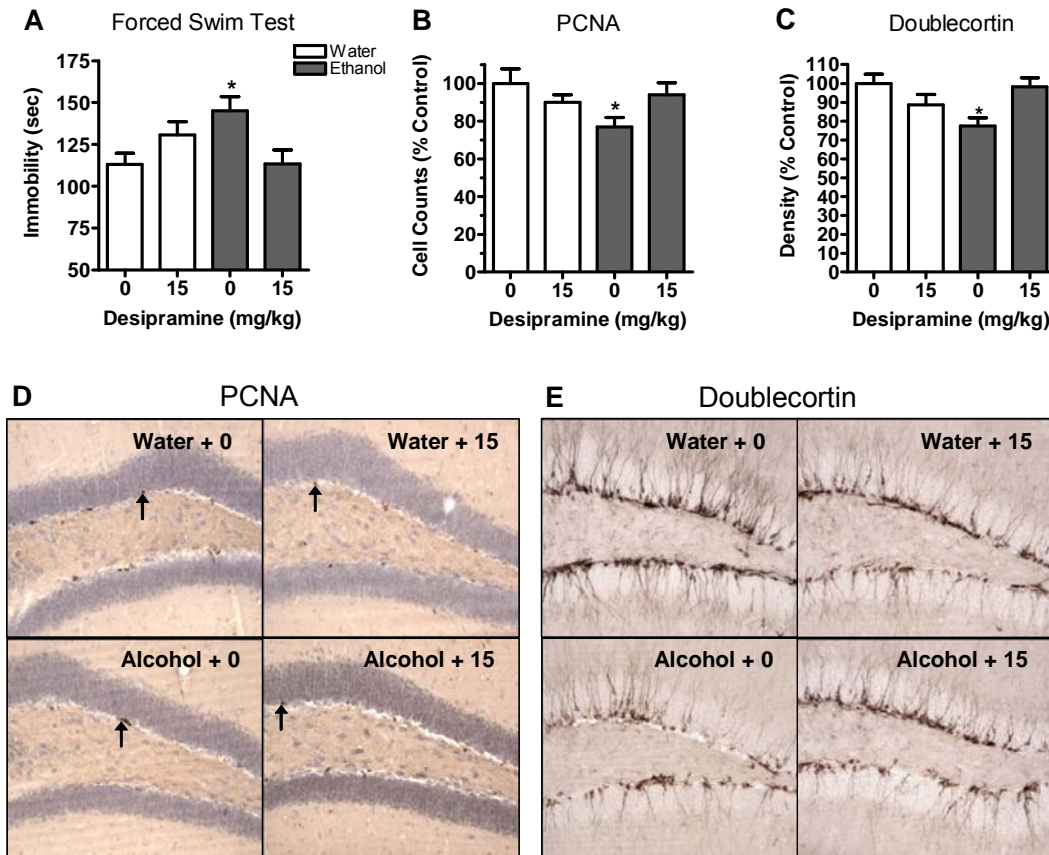 A Forced Swim Test
Water
Ethanol
Immobility (sec)
175
150
125
100
75
50
*
0 15 0 15
Desipramine (mg/kg)
B PCNA
Cell Counts (% Control)
100
80
60
40
20
0
*
0 15 0 15
Desipramine (mg/kg)
C Doublecortin
Density (% Control)
110
100
90
80
70
60
50
40
30
20
10
0
*
0 15 0 15
Desipramine (mg/kg)
D PCNA
Water + 0 Water + 15
Alcohol + 0 Alcohol + 15
E Doublecortin
Water + 0 Water + 15
Alcohol + 0 Alcohol + 15